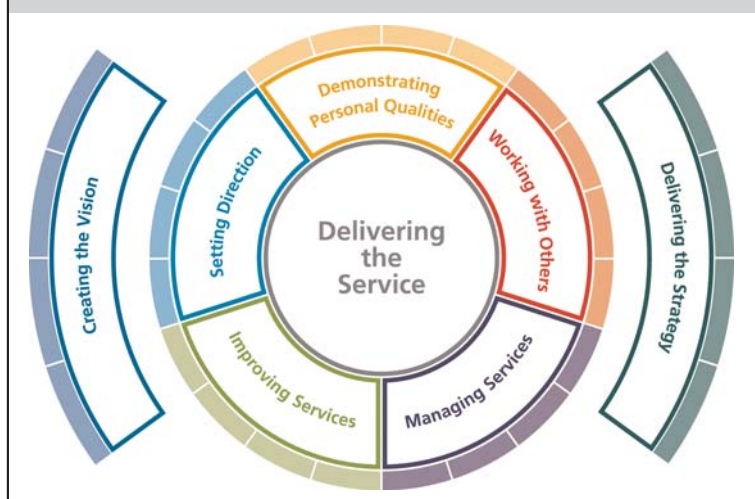 Demonstrating
Personal Qualities
Setting Direction
Working with Others
Creating the Vision
Delivering
the
Service
Delivering the Strategy
Improving Services
Managing Services